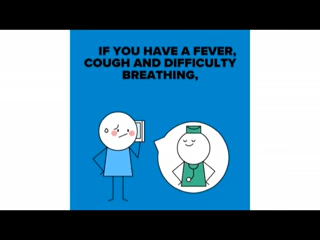 IF YOU HAVE A FEVER,
COUGH AND DIFFICULTY
BREATHING,